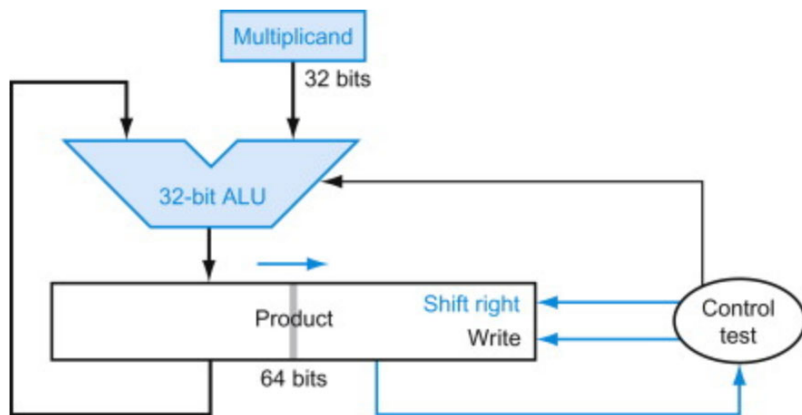 Multiplicand
32 bits
32-bit ALU
Product
Shift right
Write
64 bits
Control
test